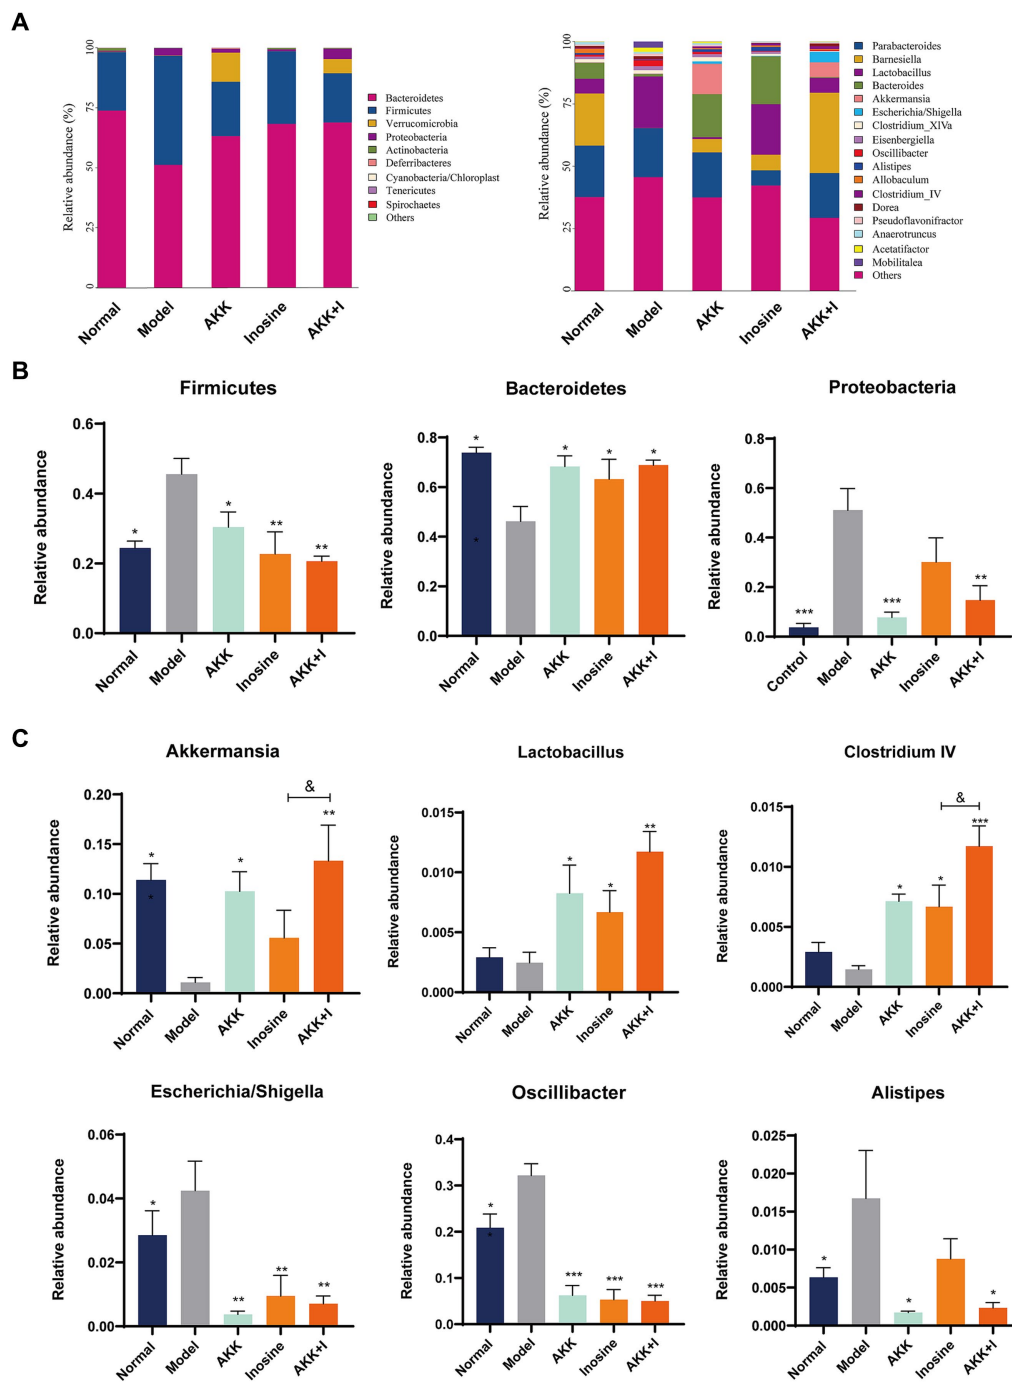 A
Relative abundance (%)
100
75
50
25
0
Normal
Model
AKK
Inosine
AKK+I
Bacteroidetes
Firmicutes
Verrucomicrobia
Proteobacteria
Actinobacteria
Deferribacteres
Cyanobacteria/Chloroplast
Tenericutes
Spirochaetes
Others
Relative abundance (%)
100
75
50
25
0
Normal
Model
AKK
Inosine
AKK+I
Parabacteroides
Barnesiella
Lactobacillus
Bacteroides
Akkermansia
Escherichia/Shigella
Clostridium_XIVa
Eisenbergiella
Oscillibacter
Alistipes
Allobaculum
Clostridium_IV
Dorea
Pseudoflavonifractor
Anaerotruncus
Acetatifactor
Mobilitalea
Others
B
Firmicutes
Relative abundance
0.6
0.4
0.2
0.0
* * ** **
Normal
Model
AKK
Inosine
AKK+I
Bacteroidetes
Relative abundance
0.8
0.6
0.4
0.2
0.0
* * * *
*
Normal
Model
AKK
Inosine
AKK+I
Proteobacteria
Relative abundance
0.8
0.6
0.4
0.2
0.0
*** *** **
Control
Model
AKK
Inosine
AKK+I
C
Akkermansia
Relative abundance
0.20
0.15
0.10
0.05
0.00
&
* * **
*
Normal
Model
AKK
Inosine
AKK+I
Lactobacillus
Relative abundance
0.015
0.010
0.005
0.000
* * **
Normal
Model
AKK
Inosine
AKK+I
Clostridium IV
Relative abundance
0.015
0.010
0.005
0.000
&
* * ***
Normal
Model
AKK
Inosine
AKK+I
Escherichia/Shigella
Relative abundance
0.06
0.04
0.02
0.00
* ** ** **
Normal
Model
AKK
Inosine
AKK+I
Oscillibacter
Relative abundance
0.4
0.3
0.2
0.1
0.0
* *** *** ***
*
Normal
Model
AKK
Inosine
AKK+I
Alistipes
Relative abundance
0.025
0.020
0.015
0.010
0.005
0.000
* * *
Normal
Model
AKK
Inosine
AKK+I